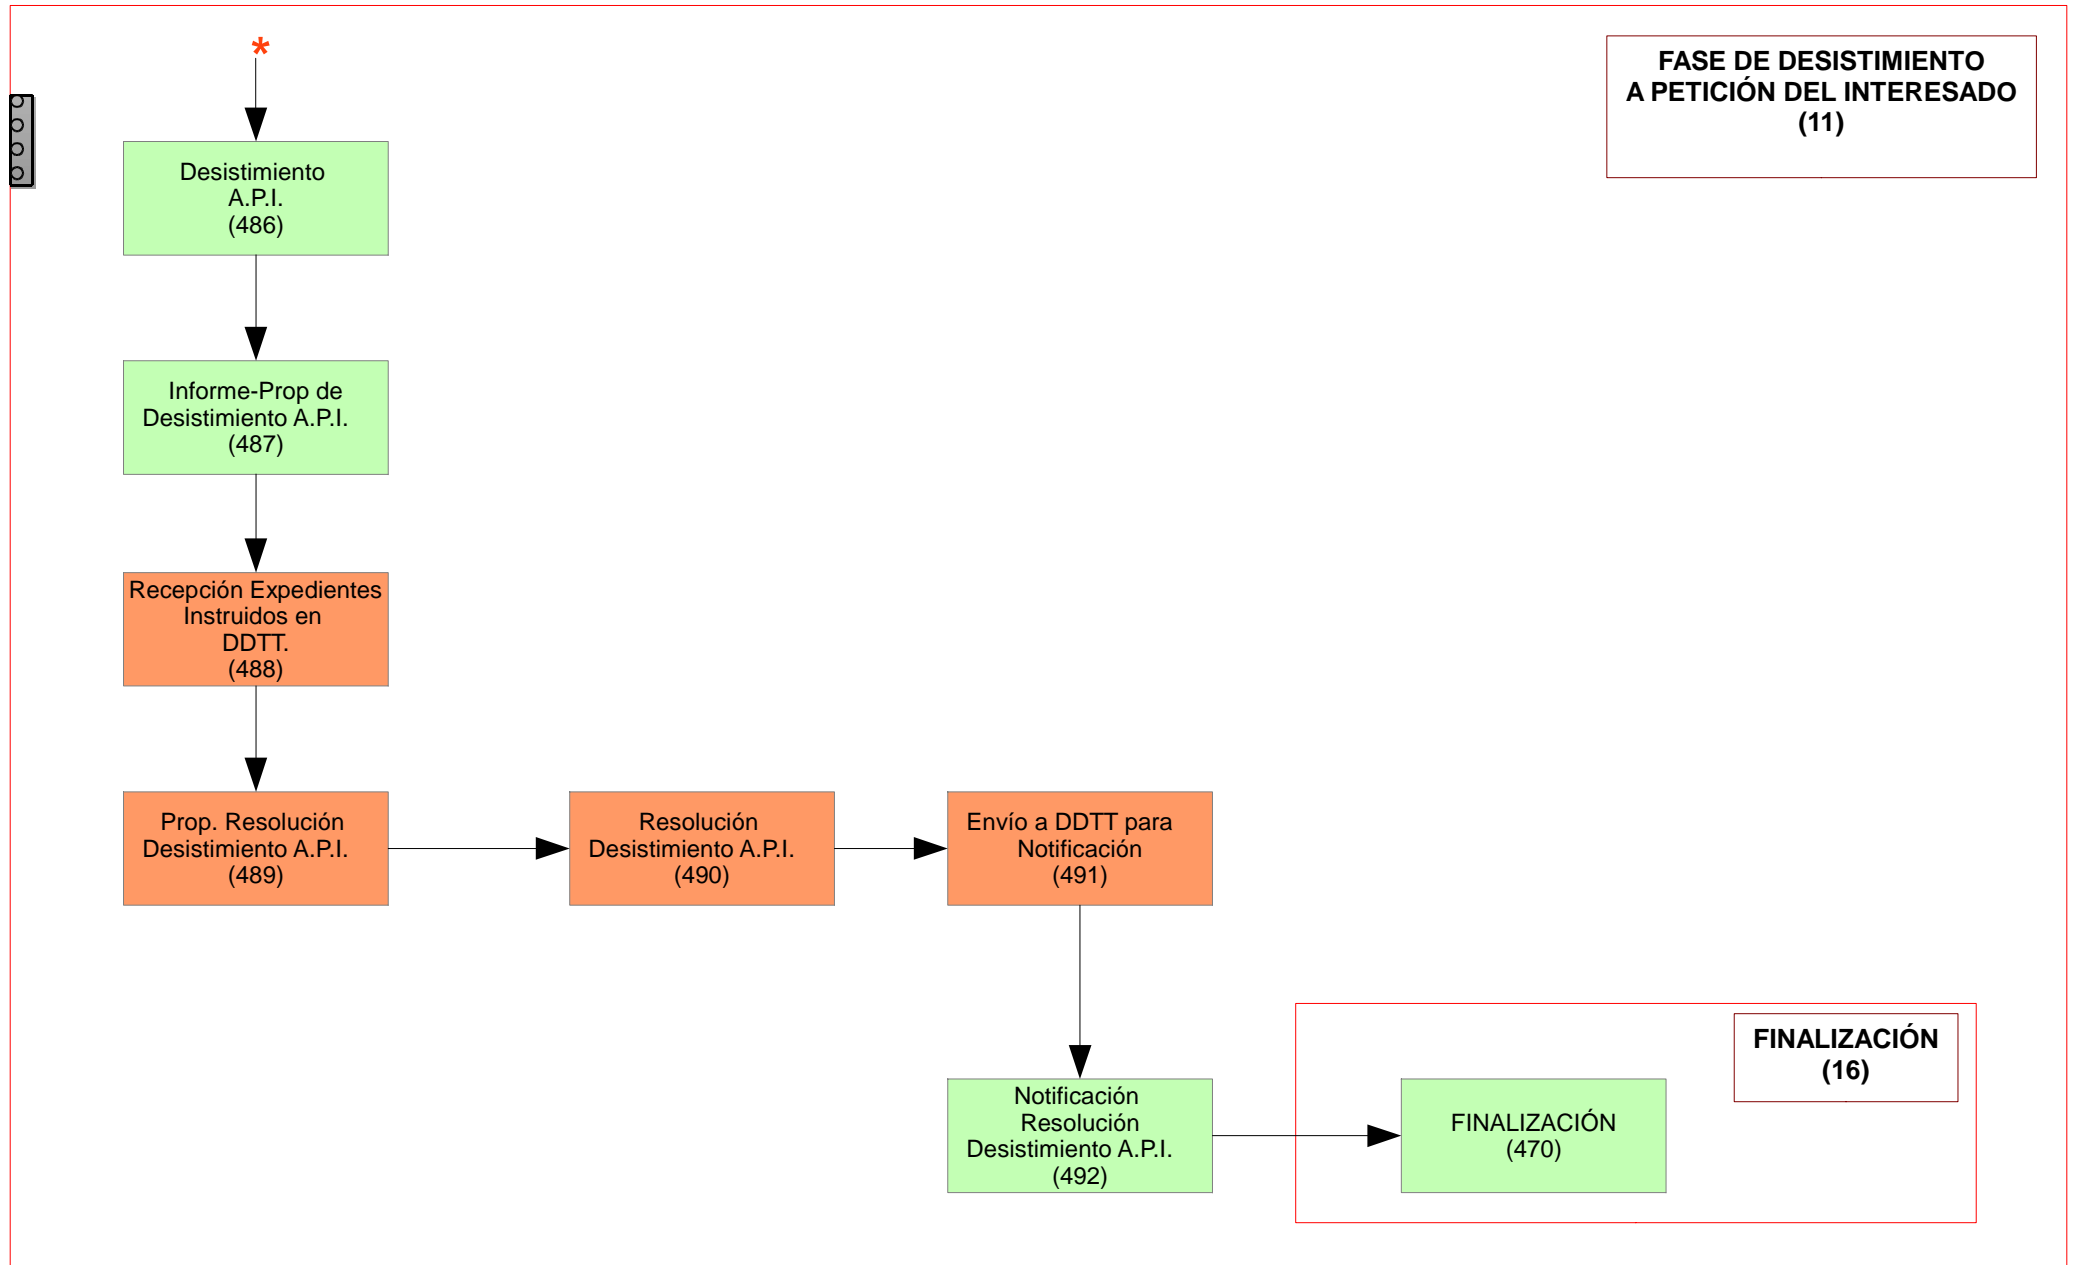 *
FASE DE DESISTIMIENTO
A PETICIÓN DEL INTERESADO
(11)
Desistimiento
A.P.I.
(486)
Informe-Prop de
Desistimiento A.P.I.
(487)
Recepción Expedientes
Instruidos en
DDTT.
(488)
Prop. Resolución
Desistimiento A.P.I.
(489)
Resolución
Desistimiento A.P.I.
(490)
Envío a DDTT para
Notificación
(491)
Notificación
Resolución
Desistimiento A.P.I.
(492)
FINALIZACIÓN
(16)
FINALIZACIÓN
(470)